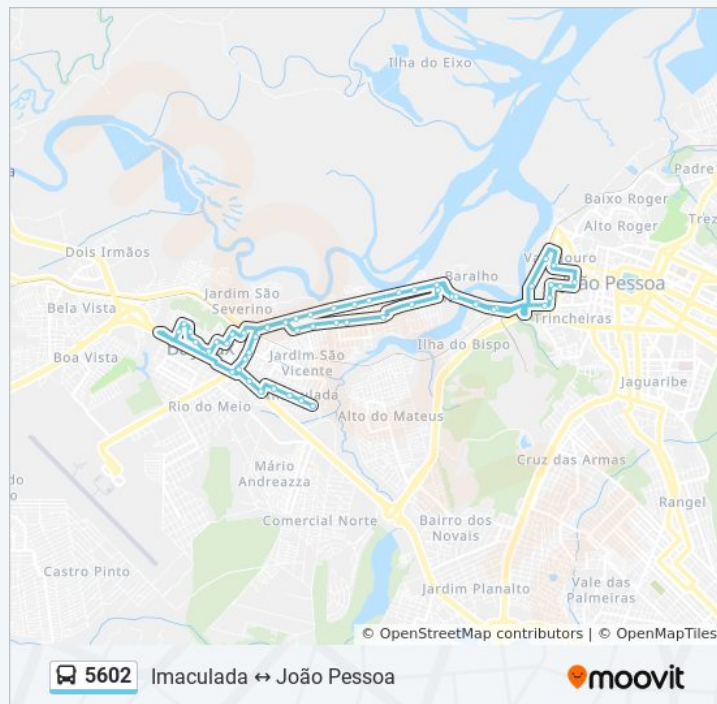 Ilha do Eixo
Padre
Baixo Roger
Alto Roger
Trez
Dois Irmãos
Baralho
Jardim São
Severino
João Pessoa
Bela Vista
Trincheiras
Ilha do Bispo
Boa Vista
Jardim São
Vicente
Jaguaribe
Rio do Meio
Alto do Mateus
Cruz das Armas
Mário
Andreazza
Rangel
Comercial Norte
Bairro dos
Novais
Castro Pinto
Jardim Planalto
Vale das
Palmeiras
© OpenStreetMap contributors | © OpenMapTiles
5602 Imaculada ↔ João Pessoa
moovit